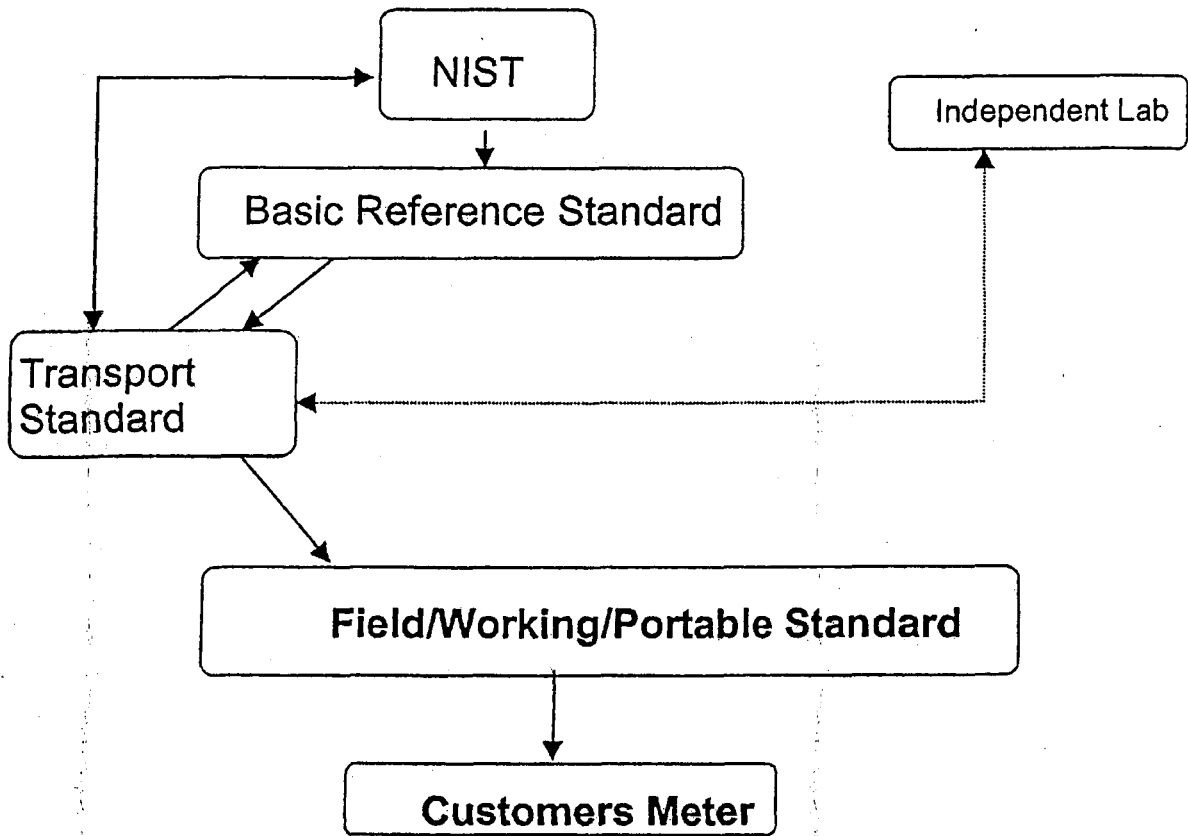 NIST
Independent Lab
Basic Reference Standard
Transport
Standard
Field/Working/Portable Standard
Customers Meter